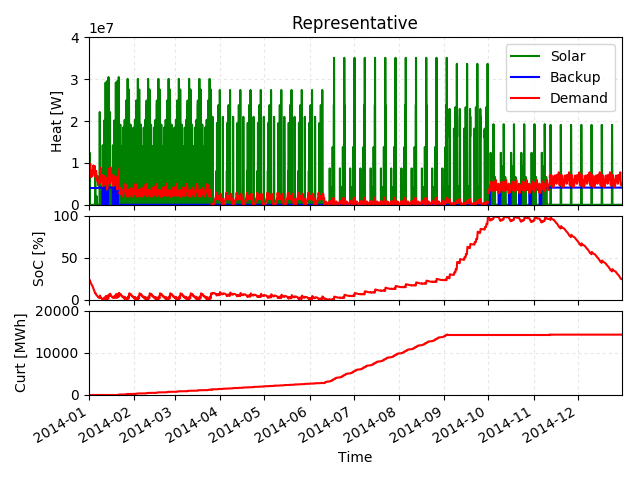 Representative
1e7
4
3
2
1
0
Heat [W]
Solar
Backup
Demand
100
50
0
SoC [%]
20000
10000
0
Curt [MWh]
2014-01
2014-02
2014-03
2014-04
2014-05
2014-06
2014-07
2014-08
2014-09
2014-10
2014-11
2014-12
Time